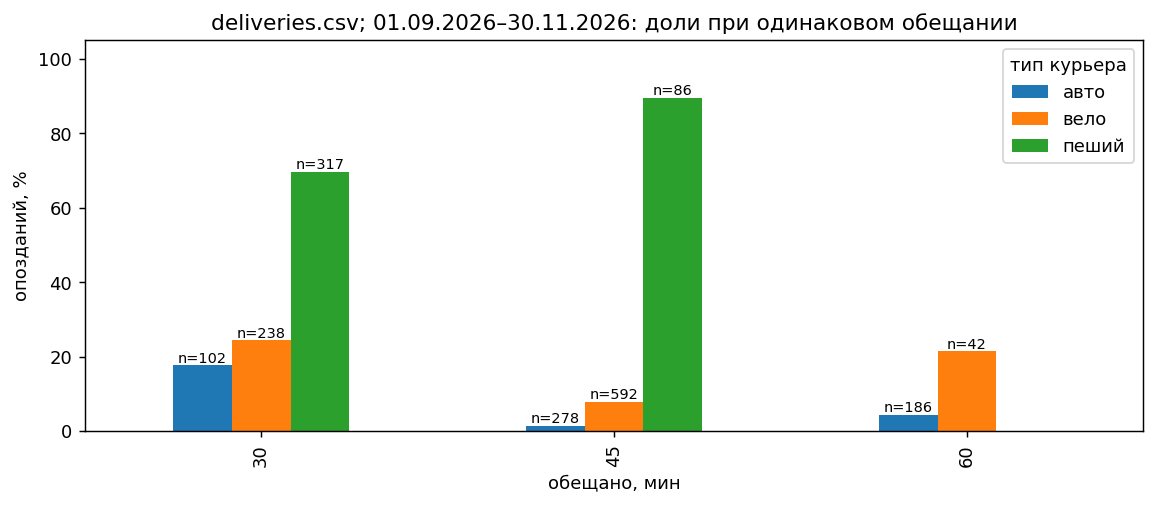 deliveries.csv; 01.09.2026–30.11.2026: доли при одинаковом обещании
опозданий, %
100
80
60
40
20
0
n=102
n=238
n=317
n=278
n=592
n=86
n=186
n=42
тип курьера
авто
вело
пеший
30
45
60
обещано, мин